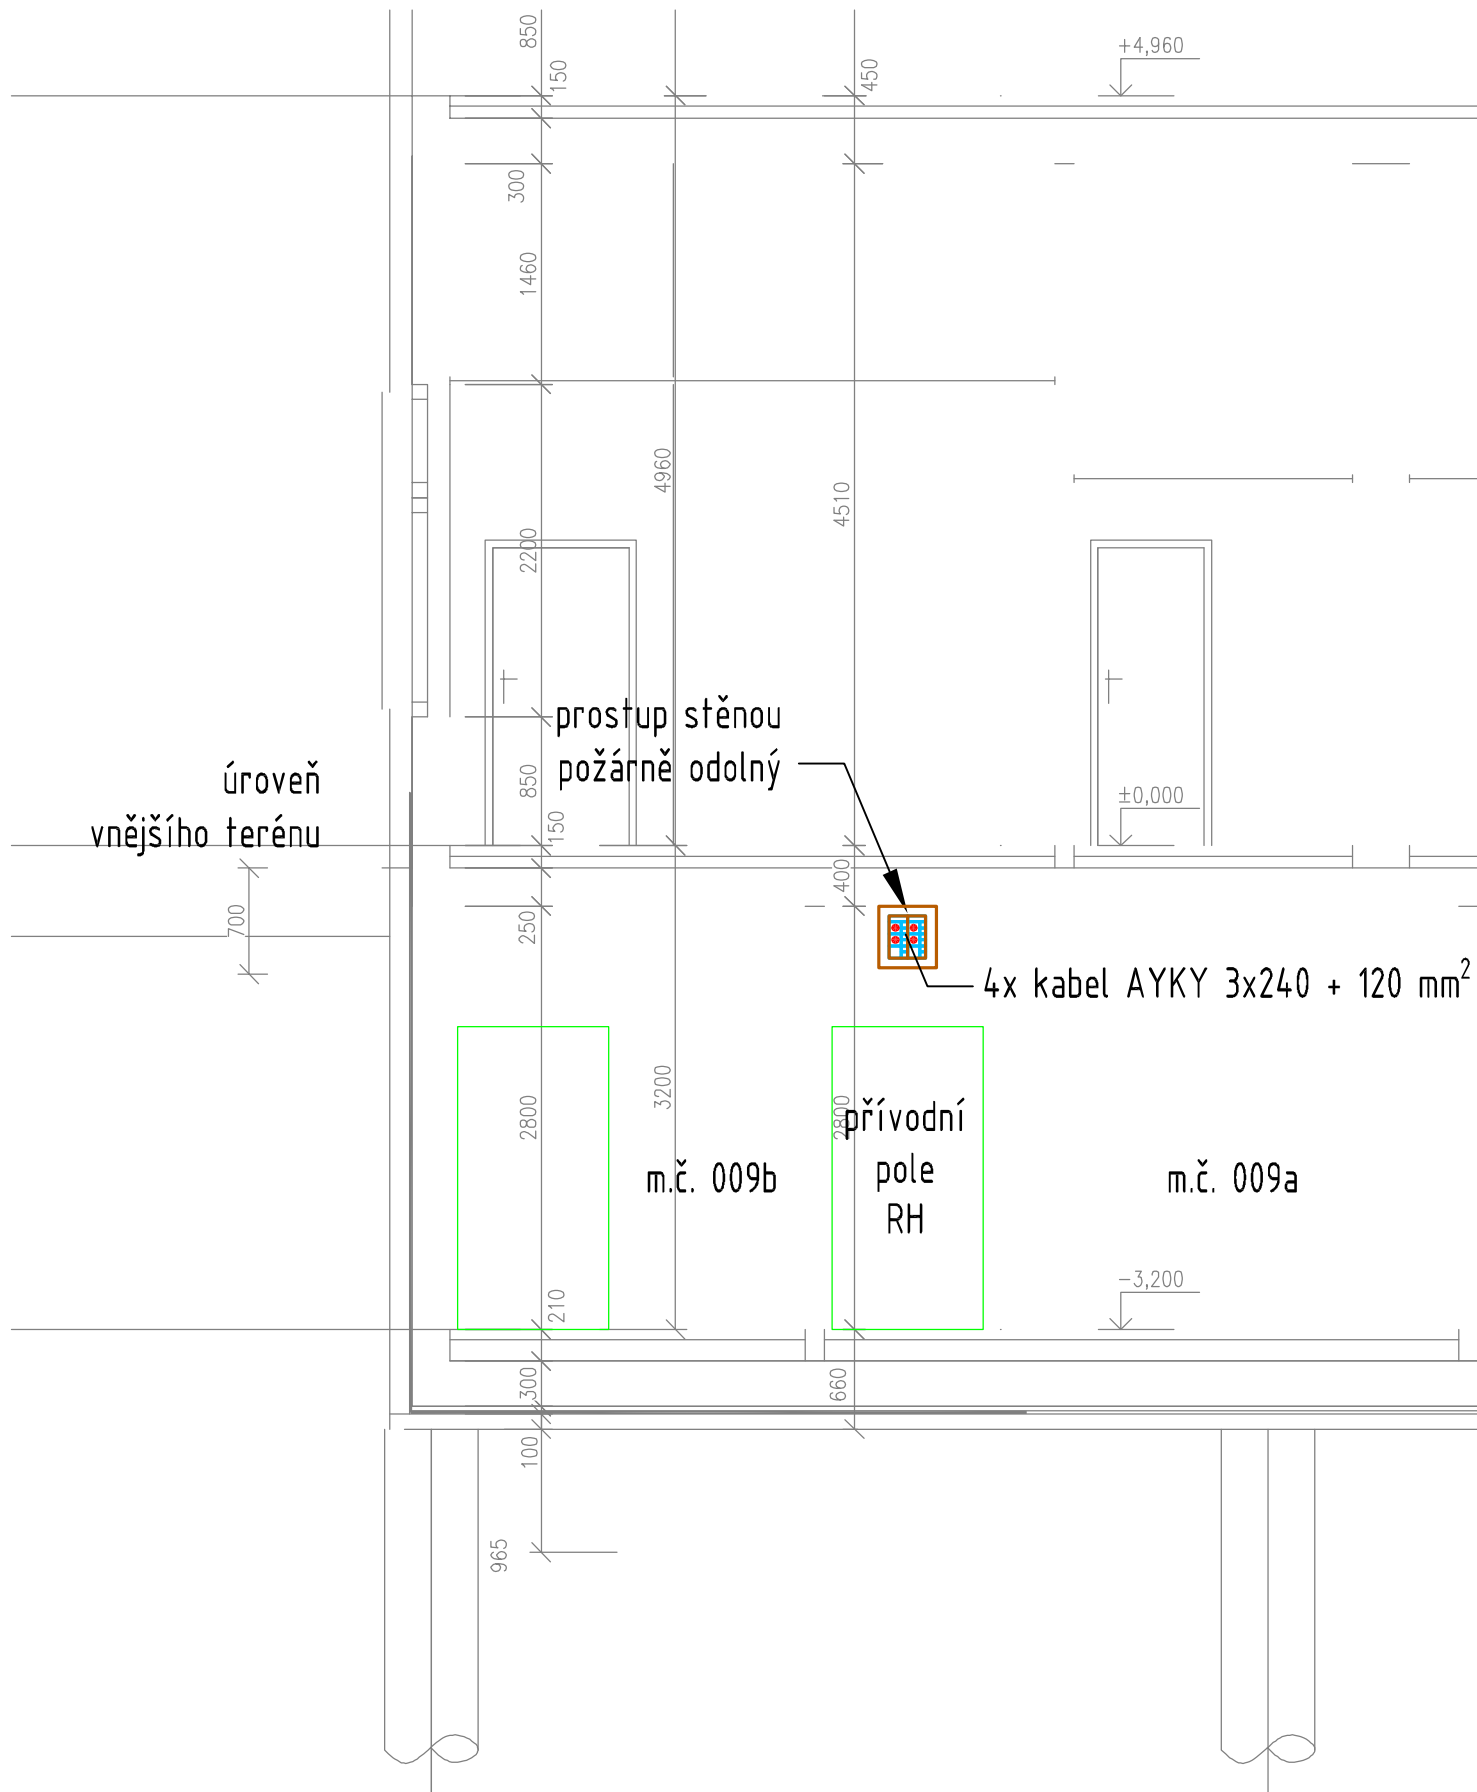 850
150
450
+4,960
300
1460
4960
4510
2200
prostup stěnou
požárně odolný
úroveň
vnějšího terénu
850
150
±0,000
400
700
250
4x kabel AYKY 3x240 + 120 mm²
3200
2800
2800
přívodní
pole
RH
m.č. 009b
m.č. 009a
-3,200
210
300
660
100
965